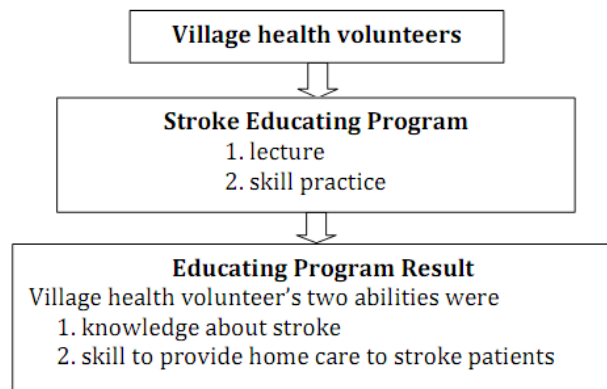 Village health volunteers
Stroke Educating Program
1. lecture
2. skill practice
Educating Program Result
Village health volunteer's two abilities were
1. knowledge about stroke
2. skill to provide home care to stroke patients